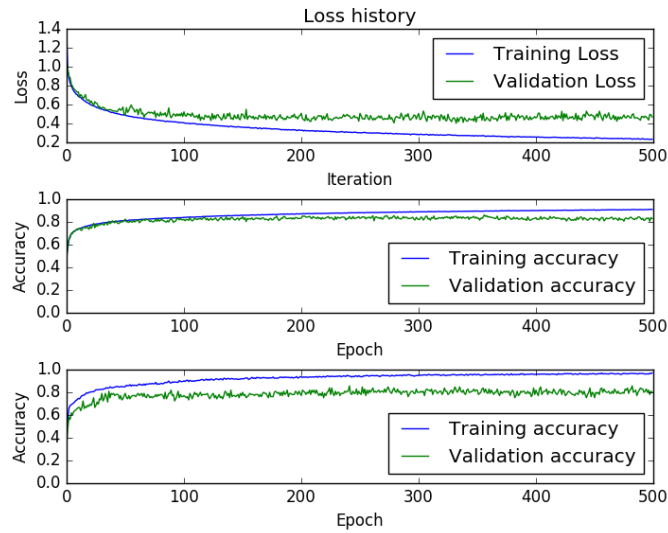 Loss history
1.4
1.2
1.0
0.8
0.6
0.4
0.2
Loss
Training Loss
Validation Loss
0 100 200 300 400 500
Iteration
1.0
0.8
0.6
0.4
0.2
0.0
Accuracy
Training accuracy
Validation accuracy
0 100 200 300 400 500
Epoch
1.0
0.8
0.6
0.4
0.2
0.0
Accuracy
Training accuracy
Validation accuracy
0 100 200 300 400 500
Epoch